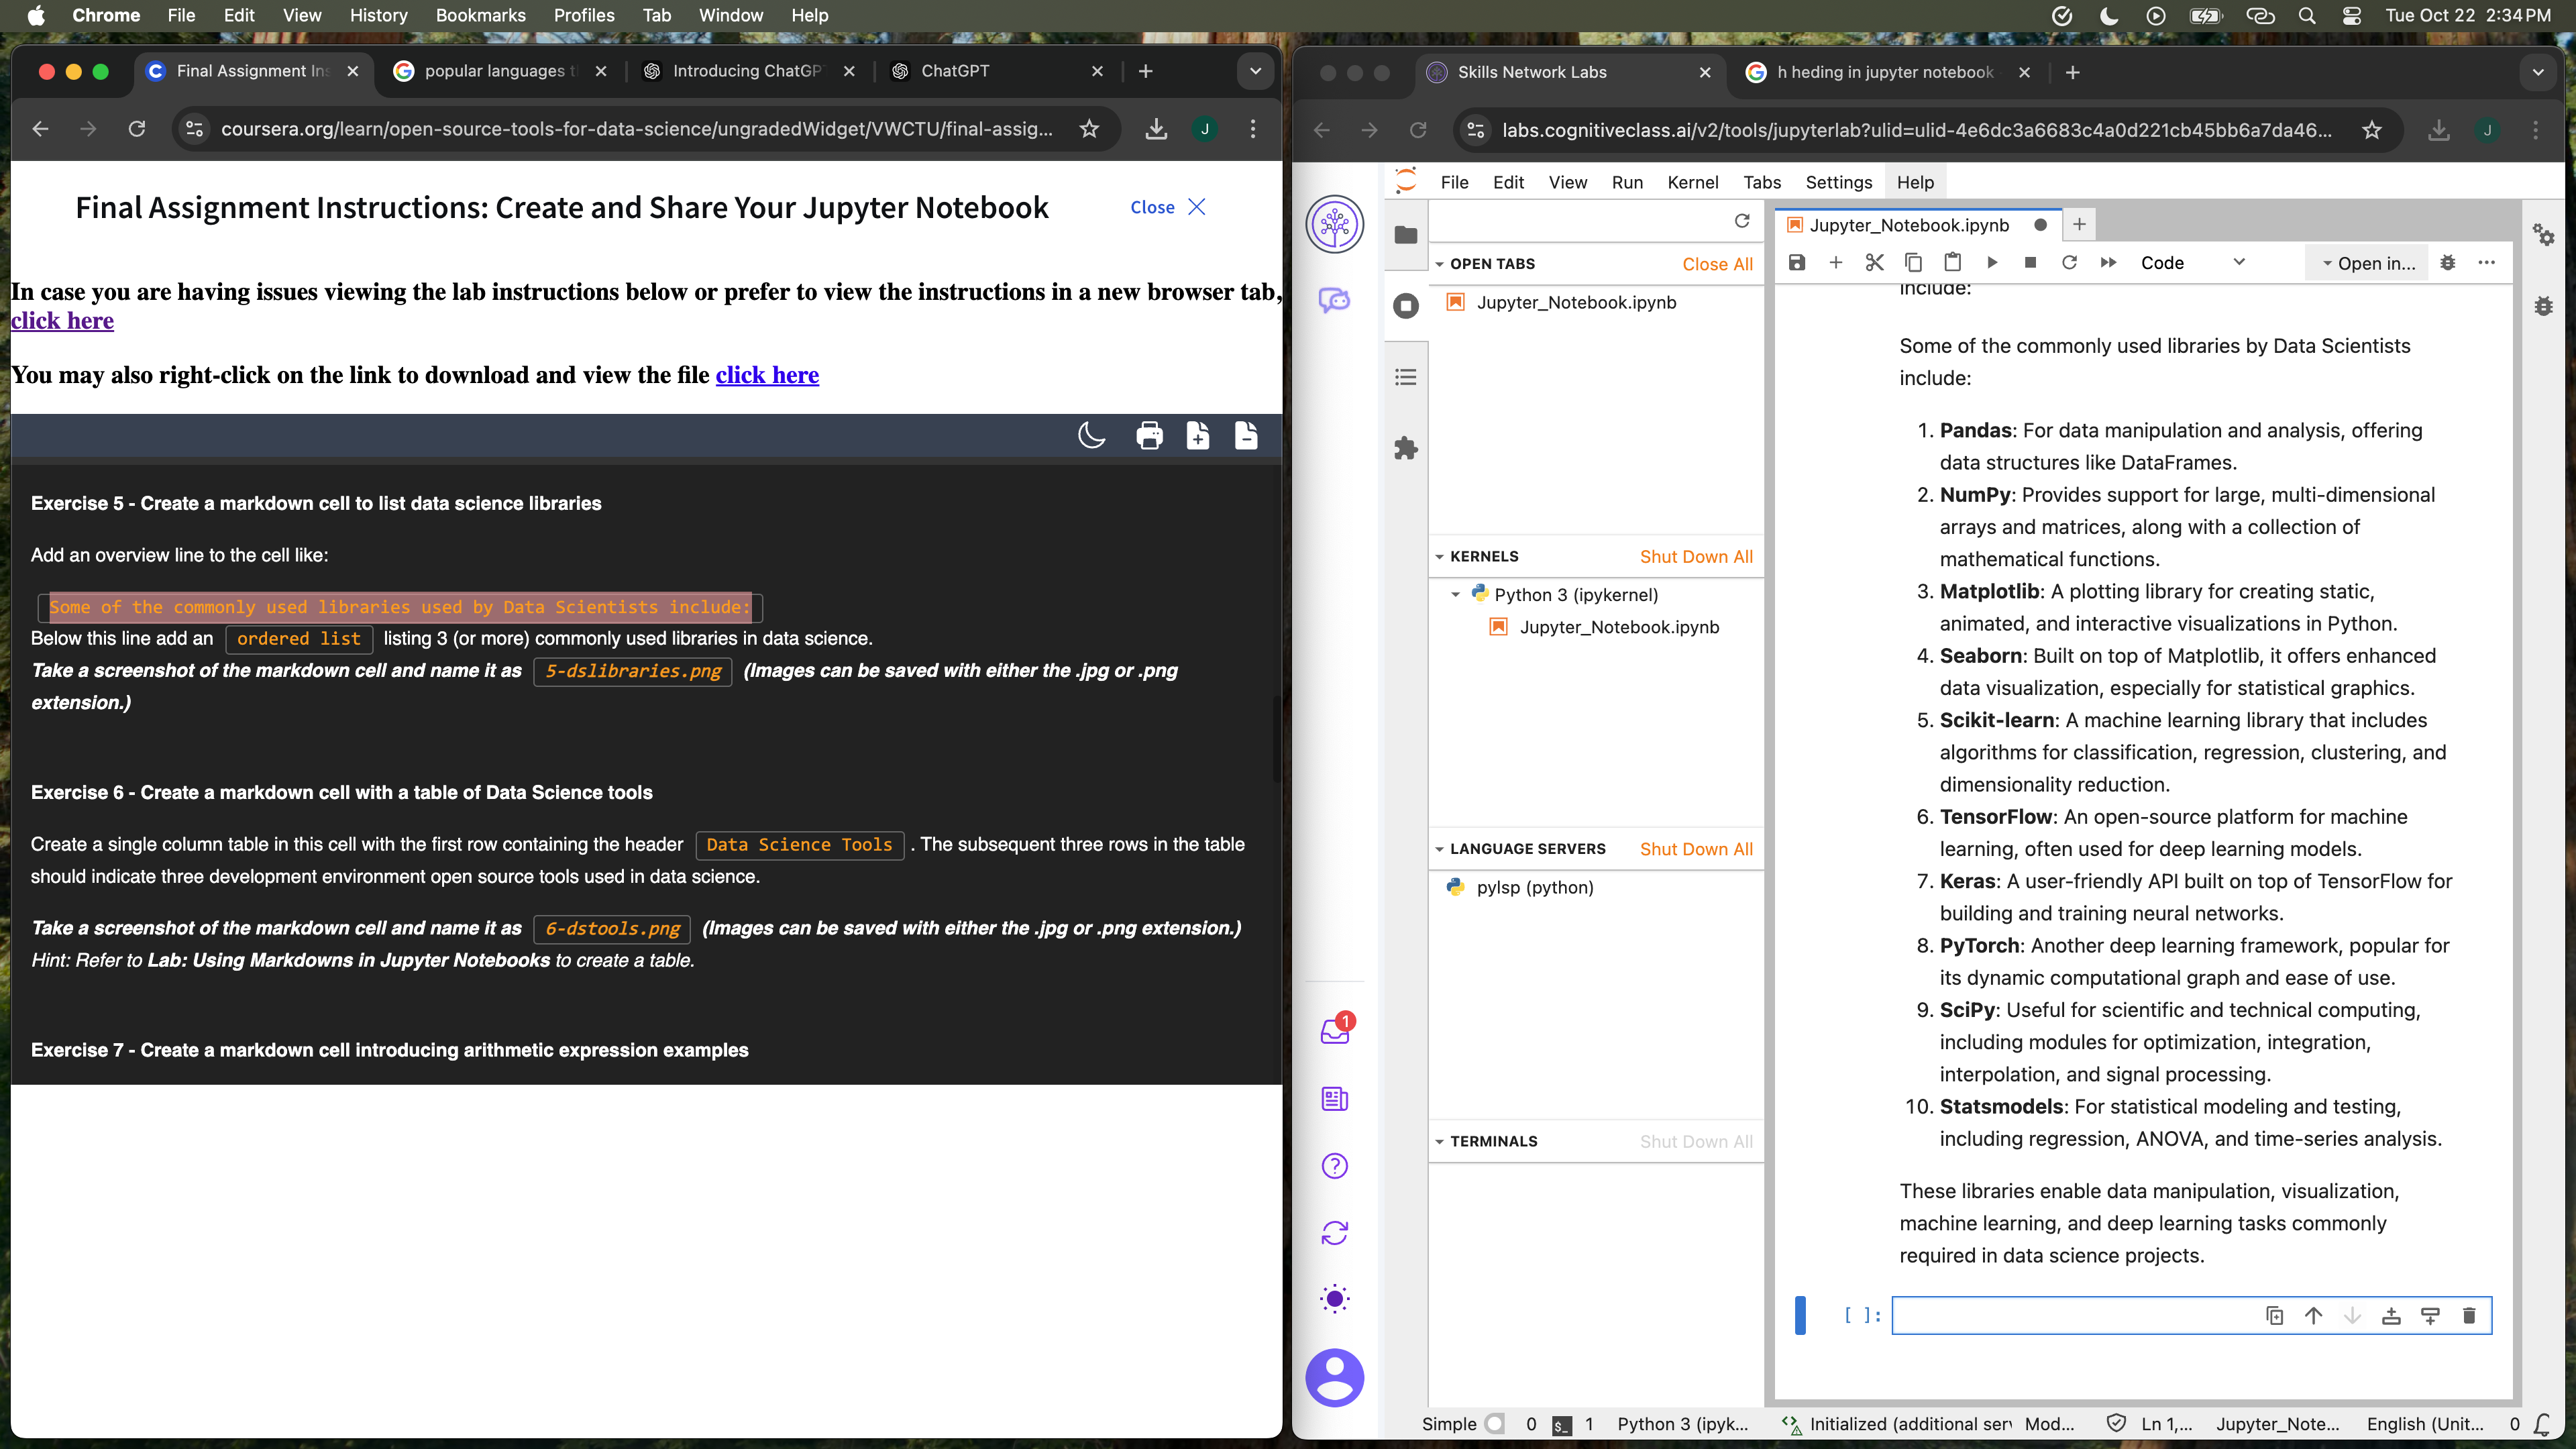 Chrome File Edit View History Bookmarks Profiles Tab Window Help
Tue Oct 22 2:34 PM
Final Assignment Ins
popular languages t
Introducing ChatGP
ChatGPT
coursera.org/learn/open-source-tools-for-data-science/ungradedWidget/VWCTU/final-assig...
J
Final Assignment Instructions: Create and Share Your Jupyter Notebook
Close
In case you are having issues viewing the lab instructions below or prefer to view the instructions in a new browser tab,
click here
You may also right-click on the link to download and view the file click here
Exercise 5 - Create a markdown cell to list data science libraries
Add an overview line to the cell like:
Some of the commonly used libraries used by Data Scientists include:
Below this line add an ordered list listing 3 (or more) commonly used libraries in data science.
Take a screenshot of the markdown cell and name it as 5-dslibraries.png (Images can be saved with either the .jpg or .png
extension.)
Exercise 6 - Create a markdown cell with a table of Data Science tools
Create a single column table in this cell with the first row containing the header Data Science Tools . The subsequent three rows in the table
should indicate three development environment open source tools used in data science.
Take a screenshot of the markdown cell and name it as 6-dstools.png (Images can be saved with either the .jpg or .png extension.)
Hint: Refer to Lab: Using Markdowns in Jupyter Notebooks to create a table.
Exercise 7 - Create a markdown cell introducing arithmetic expression examples
Skills Network Labs
h heding in jupyter notebook
labs.cognitiveclass.ai/v2/tools/jupyterlab?ulid=ulid-4e6dc3a6683c4a0d221cb45bb6a7da46...
J
File Edit View Run Kernel Tabs Settings Help
OPEN TABS Close All
Jupyter_Notebook.ipynb
KERNELS Shut Down All
Python 3 (ipykernel)
Jupyter_Notebook.ipynb
LANGUAGE SERVERS Shut Down All
pylsp (python)
TERMINALS Shut Down All
1
Jupyter_Notebook.ipynb
Code
Open in...
include:
Some of the commonly used libraries by Data Scientists
include:
1. Pandas: For data manipulation and analysis, offering
data structures like DataFrames.
2. NumPy: Provides support for large, multi-dimensional
arrays and matrices, along with a collection of
mathematical functions.
3. Matplotlib: A plotting library for creating static,
animated, and interactive visualizations in Python.
4. Seaborn: Built on top of Matplotlib, it offers enhanced
data visualization, especially for statistical graphics.
5. Scikit-learn: A machine learning library that includes
algorithms for classification, regression, clustering, and
dimensionality reduction.
6. TensorFlow: An open-source platform for machine
learning, often used for deep learning models.
7. Keras: A user-friendly API built on top of TensorFlow for
building and training neural networks.
8. PyTorch: Another deep learning framework, popular for
its dynamic computational graph and ease of use.
9. SciPy: Useful for scientific and technical computing,
including modules for optimization, integration,
interpolation, and signal processing.
10. Statsmodels: For statistical modeling and testing,
including regression, ANOVA, and time-series analysis.
These libraries enable data manipulation, visualization,
machine learning, and deep learning tasks commonly
required in data science projects.
[ ]:
Simple 0 $_ 1 Python 3 (ipyk... Initialized (additional serv Mod... Ln 1,... Jupyter_Note... English (Unit... 0